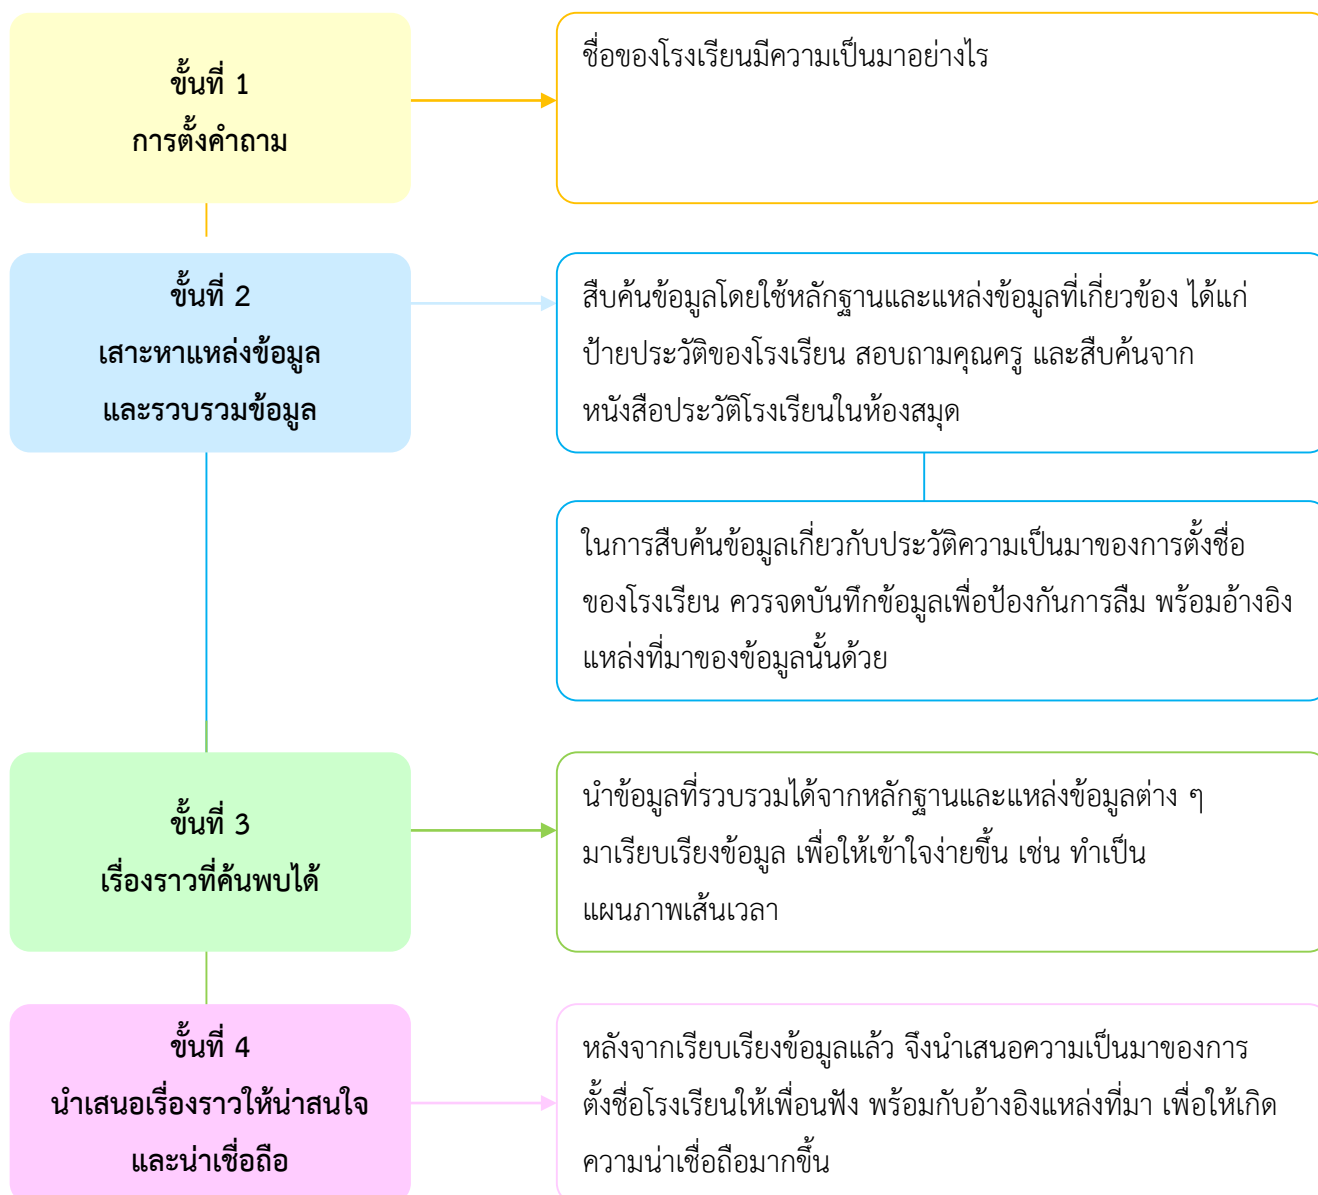 ขั้นที่ 1
การตั้งคำถาม
ชื่อของโรงเรียนมีความเป็นมาอย่างไร
ขั้นที่ 2
เสาะหาแหล่งข้อมูล
และรวบรวมข้อมูล
สืบค้นข้อมูลโดยใช้หลักฐานและแหล่งข้อมูลที่เกี่ยวข้อง ได้แก่
ป้ายประวัติของโรงเรียน สอบถามคุณครู และสืบค้นจาก
หนังสือประวัติโรงเรียนในห้องสมุด
ในการสืบค้นข้อมูลเกี่ยวกับประวัติความเป็นมาของการตั้งชื่อ
ของโรงเรียน ควรจดบันทึกข้อมูลเพื่อป้องกันการลืม พร้อมอ้างอิง
แหล่งที่มาของข้อมูลนั้นด้วย
ขั้นที่ 3
เรื่องราวที่ค้นพบได้
นำข้อมูลที่รวบรวมได้จากหลักฐานและแหล่งข้อมูลต่าง ๆ
มาเรียบเรียงข้อมูล เพื่อให้เข้าใจง่ายขึ้น เช่น ทำเป็น
แผนภาพเส้นเวลา
ขั้นที่ 4
นำเสนอเรื่องราวให้น่าสนใจ
และน่าเชื่อถือ
หลังจากเรียบเรียงข้อมูลแล้ว จึงนำเสนอความเป็นมาของการ
ตั้งชื่อโรงเรียนให้เพื่อนฟัง พร้อมกับอ้างอิงแหล่งที่มา เพื่อให้เกิด
ความน่าเชื่อถือมากขึ้น